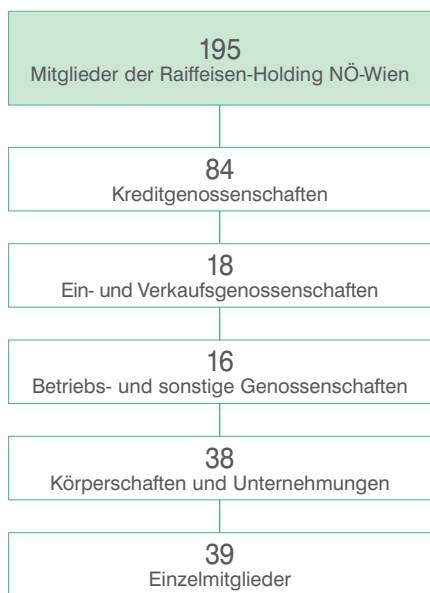 195
Mitglieder der Raiffeisen-Holding NÖ-Wien
84
Kreditgenossenschaften
18
Ein- und Verkaufsgenossenschaften
16
Betriebs- und sonstige Genossenschaften
38
Körperschaften und Unternehmungen
39
Einzelmitglieder